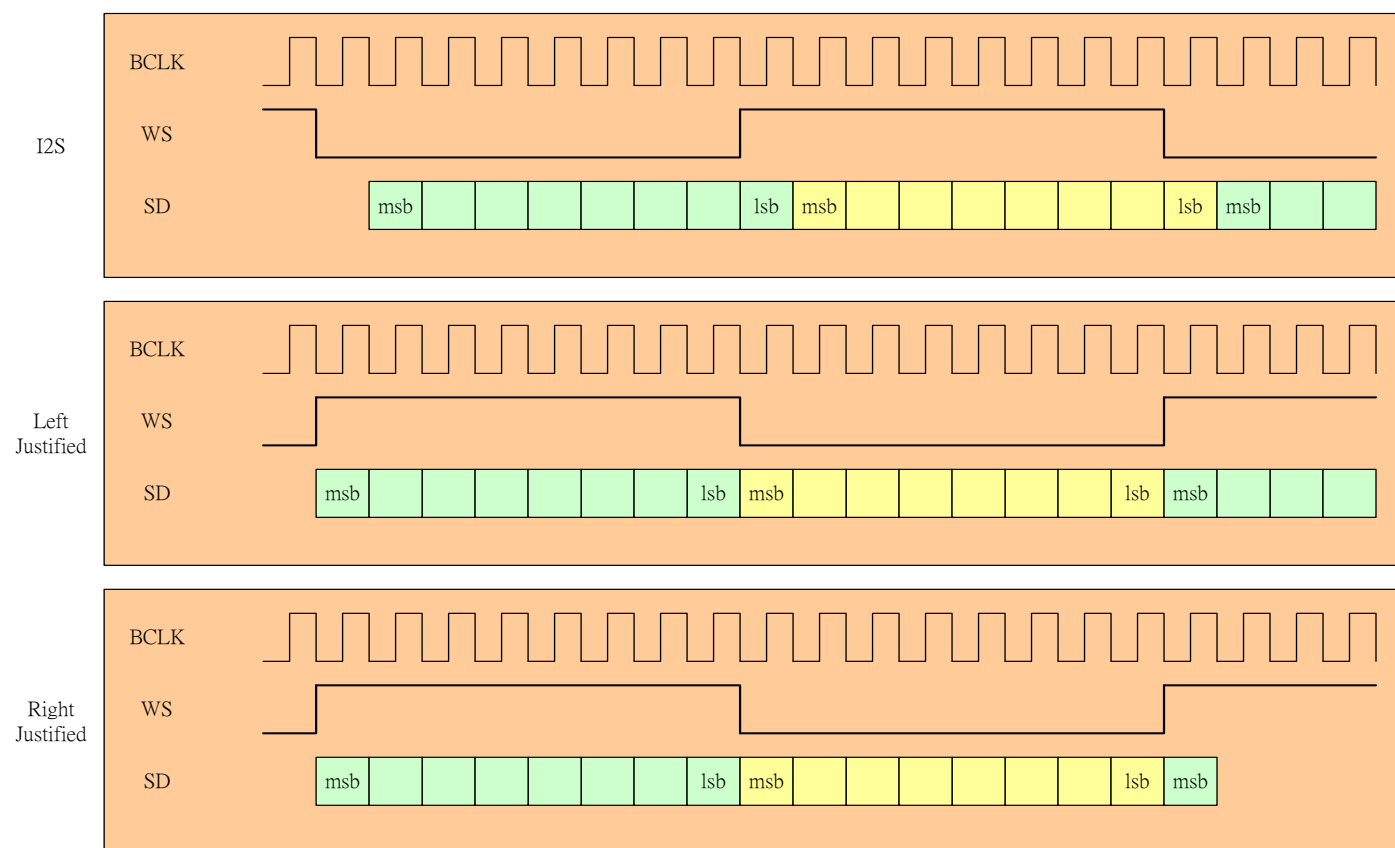 BCLK
I2S
WS
SD
msb lsb msb lsb msb
BCLK
Left
Justified
WS
SD
msb lsb msb lsb msb
BCLK
Right
Justified
WS
SD
msb lsb msb lsb msb